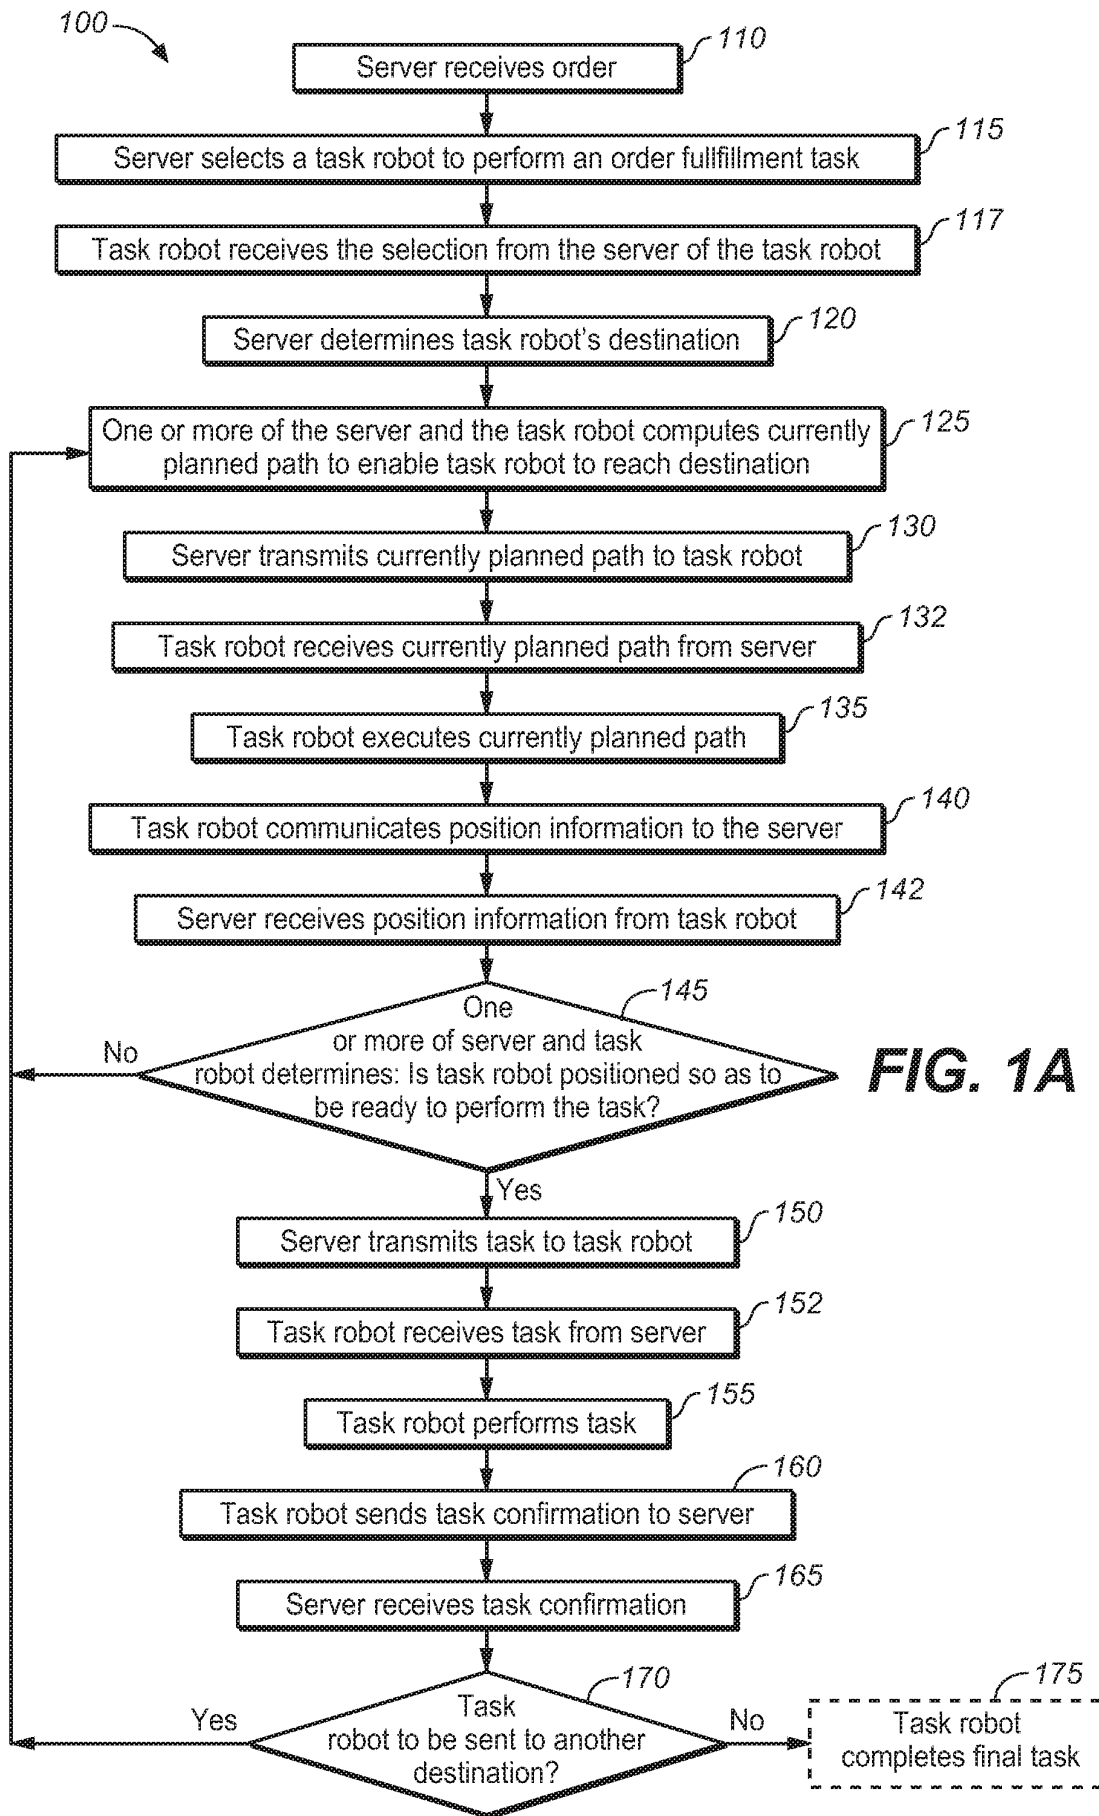 100
110
Server receives order
115
Server selects a task robot to perform an order fullfillment task
117
Task robot receives the selection from the server of the task robot
120
Server determines task robot's destination
125
One or more of the server and the task robot computes currently
planned path to enable task robot to reach destination
130
Server transmits currently planned path to task robot
132
Task robot receives currently planned path from server
135
Task robot executes currently planned path
140
Task robot communicates position information to the server
142
Server receives position information from task robot
145
One
or more of server and task
robot determines: Is task robot positioned so as to
be ready to perform the task?
No
FIG. 1A
Yes
150
Server transmits task to task robot
152
Task robot receives task from server
155
Task robot performs task
160
Task robot sends task confirmation to server
165
Server receives task confirmation
170
Task
robot to be sent to another
destination?
Yes
No
175
Task robot
completes final task